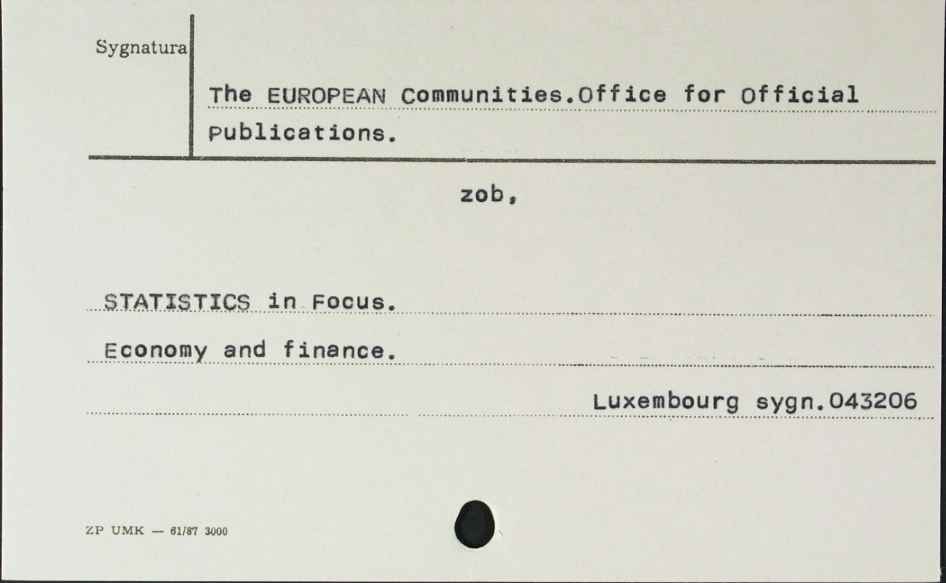 Sygnatura
The EUROPEAN Communities.Office for Official
Publications.
zob,
STATISTICS in Focus.
Economy and finance.
Luxembourg sygn.043206
ZP UMK — 61/87 3000